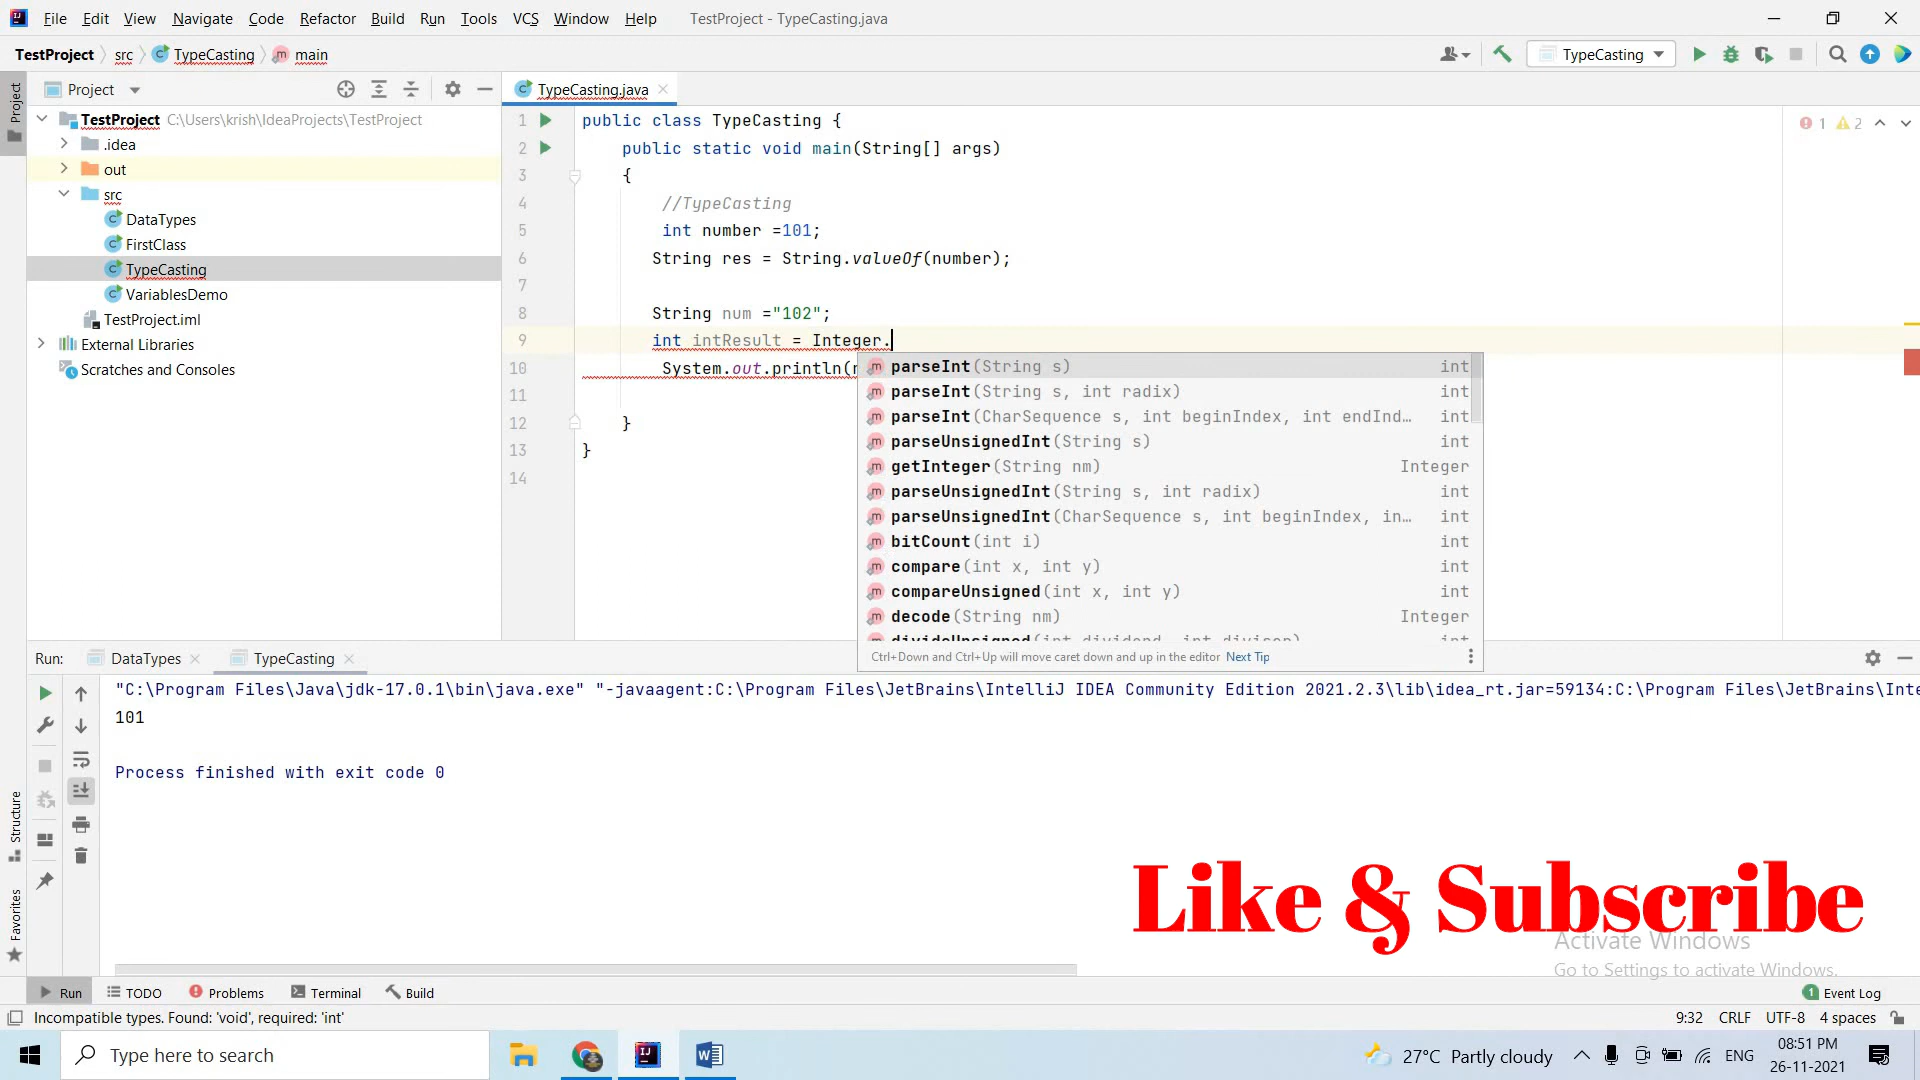 File Edit View Navigate Code Refactor Build Run Tools VCS Window Help TestProject - TypeCasting.java
TestProject src TypeCasting main
TypeCasting
Project
Project
TypeCasting.java
TestProject C:\Users\krish\IdeaProjects\TestProject
.idea
out
src
DataTypes
FirstClass
TypeCasting
VariablesDemo
TestProject.iml
External Libraries
Scratches and Consoles
1 public class TypeCasting {
2 public static void main(String[] args)
3 {
4 //TypeCasting
5 int number =101;
6 String res = String.valueOf(number);
7
8 String num ="102";
9 int intResult = Integer.
10 System.out.println(
11
12 }
13 }
14
1 2
parseInt(String s) int
parseInt(String s, int radix) int
parseInt(CharSequence s, int beginIndex, int endInd… int
parseUnsignedInt(String s) int
getInteger(String nm) Integer
parseUnsignedInt(String s, int radix) int
parseUnsignedInt(CharSequence s, int beginIndex, in… int
bitCount(int i) int
compare(int x, int y) int
compareUnsigned(int x, int y) int
decode(String nm) Integer
divideUnsigned(int dividend, int divisor) int
Ctrl+Down and Ctrl+Up will move caret down and up in the editor Next Tip
Run: DataTypes TypeCasting
"C:\Program Files\Java\jdk-17.0.1\bin\java.exe" "-javaagent:C:\Program Files\JetBrains\IntelliJ IDEA Community Edition 2021.2.3\lib\idea_rt.jar=59134:C:\Program Files\JetBrains\Inte
101
Process finished with exit code 0
Structure
Favorites
Like & Subscribe
Activate Windows
Go to Settings to activate Windows.
Run TODO Problems Terminal Build 1 Event Log
Incompatible types. Found: 'void', required: 'int' 9:32 CRLF UTF-8 4 spaces
Type here to search
27°C Partly cloudy ENG
08:51 PM
26-11-2021